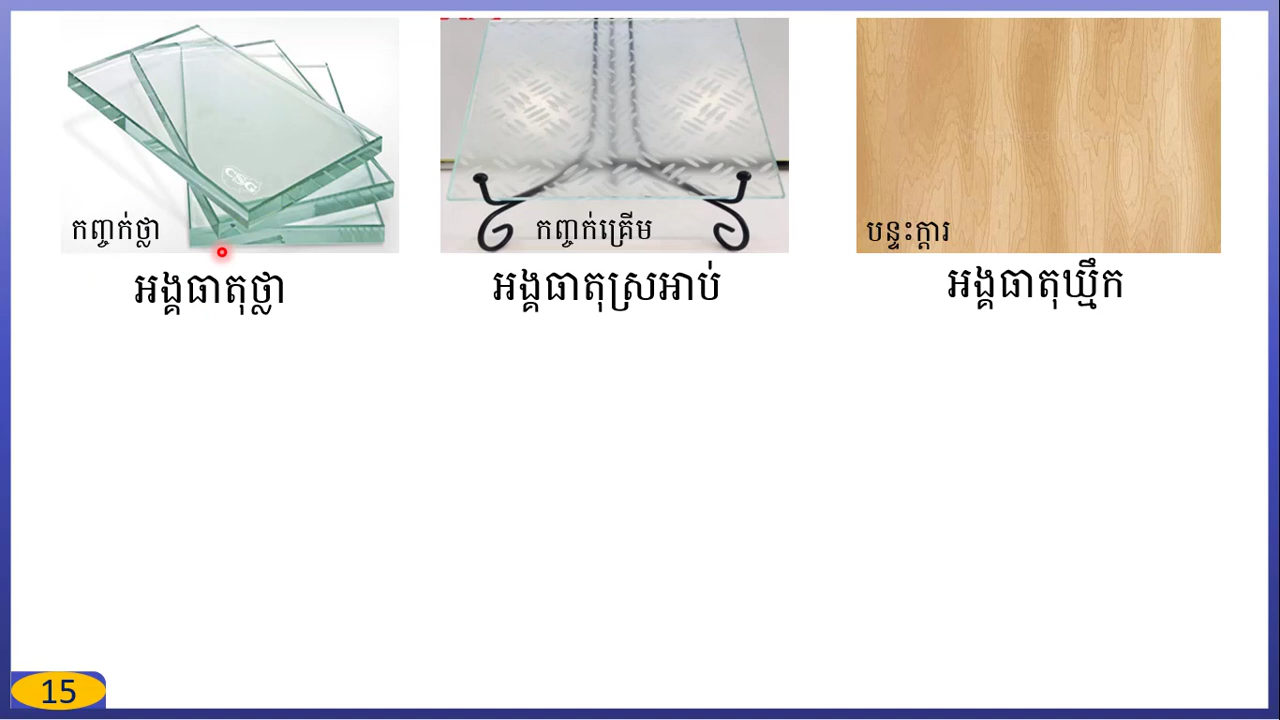 CSG
កញ្ចក់ថ្លា
កញ្ចក់គ្រើម
បន្ទះក្តារ
អង្គធាតុថ្លា
អង្គធាតុស្រអាប់
អង្គធាតុឃ្មឹក
15